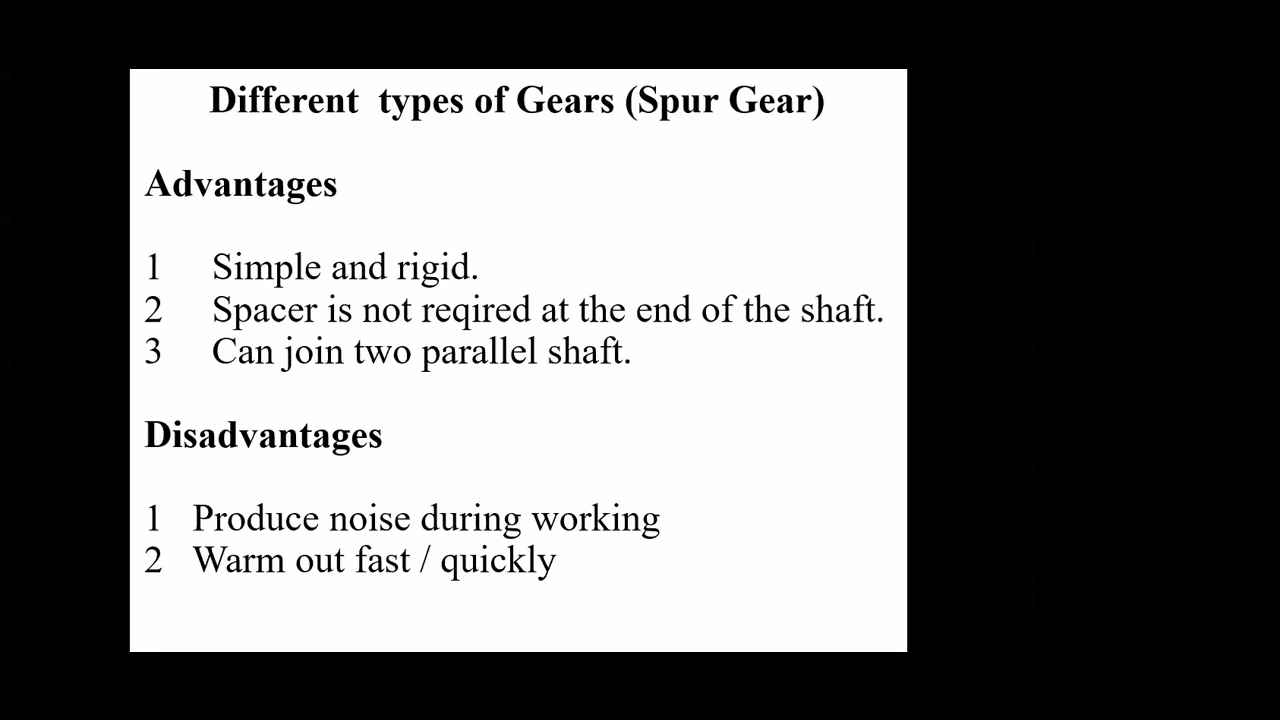 Different types of Gears (Spur Gear)
Advantages
1 Simple and rigid.
2 Spacer is not reqired at the end of the shaft.
3 Can join two parallel shaft.
Disadvantages
1 Produce noise during working
2 Warm out fast / quickly